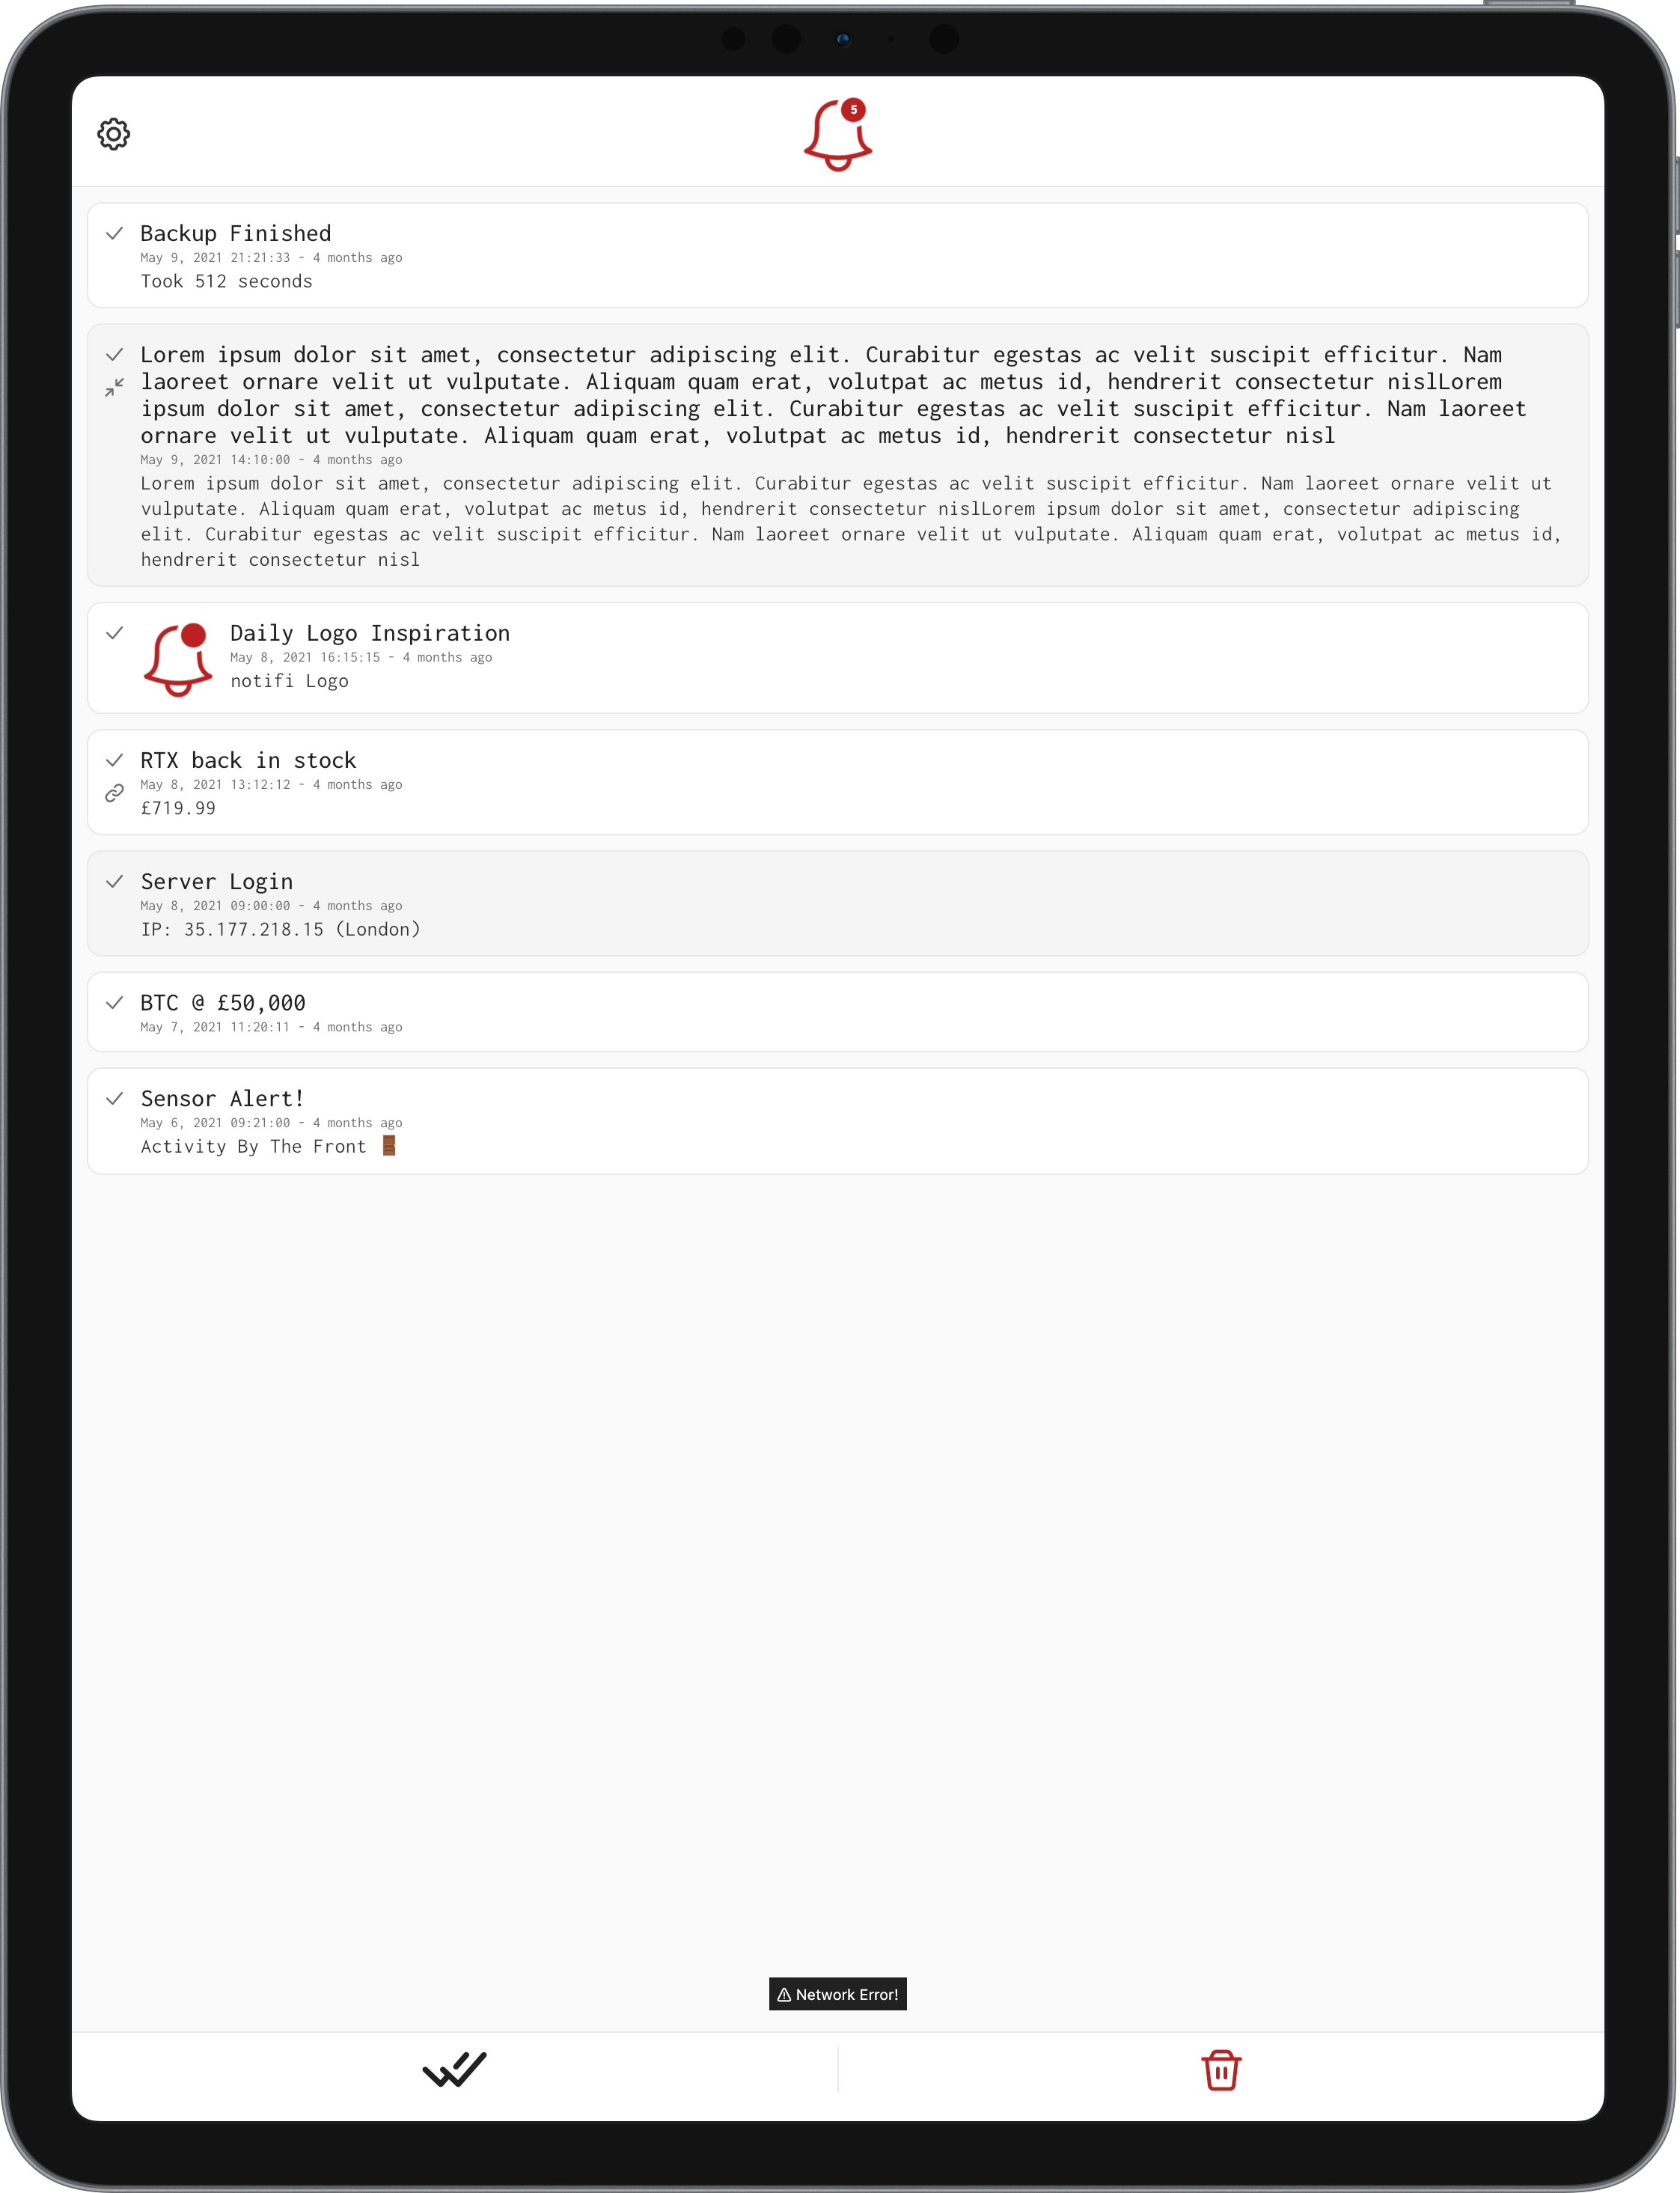 5
Backup Finished
May 9, 2021 21:21:33 - 4 months ago
Took 512 seconds
Lorem ipsum dolor sit amet, consectetur adipiscing elit. Curabitur egestas ac velit suscipit efficitur. Nam
laoreet ornare velit ut vulputate. Aliquam quam erat, volutpat ac metus id, hendrerit consectetur nislLorem
ipsum dolor sit amet, consectetur adipiscing elit. Curabitur egestas ac velit suscipit efficitur. Nam laoreet
ornare velit ut vulputate. Aliquam quam erat, volutpat ac metus id, hendrerit consectetur nisl
May 9, 2021 14:10:00 - 4 months ago
Lorem ipsum dolor sit amet, consectetur adipiscing elit. Curabitur egestas ac velit suscipit efficitur. Nam laoreet ornare velit ut
vulputate. Aliquam quam erat, volutpat ac metus id, hendrerit consectetur nislLorem ipsum dolor sit amet, consectetur adipiscing
elit. Curabitur egestas ac velit suscipit efficitur. Nam laoreet ornare velit ut vulputate. Aliquam quam erat, volutpat ac metus id,
hendrerit consectetur nisl
Daily Logo Inspiration
May 8, 2021 16:15:15 - 4 months ago
notifi Logo
RTX back in stock
May 8, 2021 13:12:12 - 4 months ago
£719.99
Server Login
May 8, 2021 09:00:00 - 4 months ago
IP: 35.177.218.15 (London)
BTC @ £50,000
May 7, 2021 11:20:11 - 4 months ago
Sensor Alert!
May 6, 2021 09:21:00 - 4 months ago
Activity By The Front 🚪
Network Error!